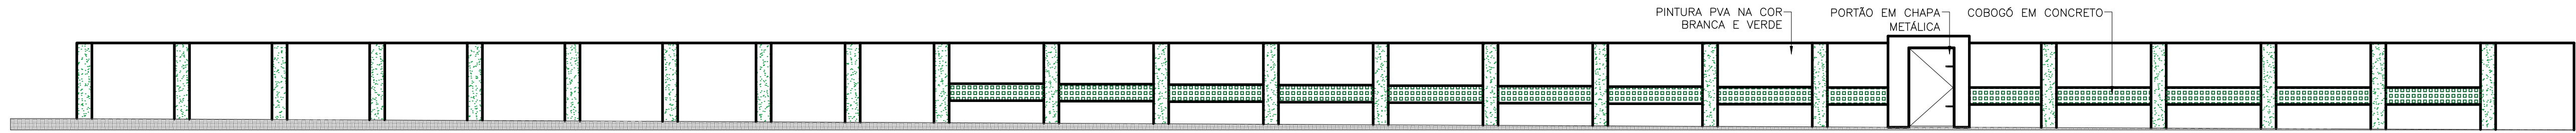 PINTURA PVA NA COR
BRANCA E VERDE
PORTÃO EM CHAPA
METÁLICA
COBOGÓ EM CONCRETO